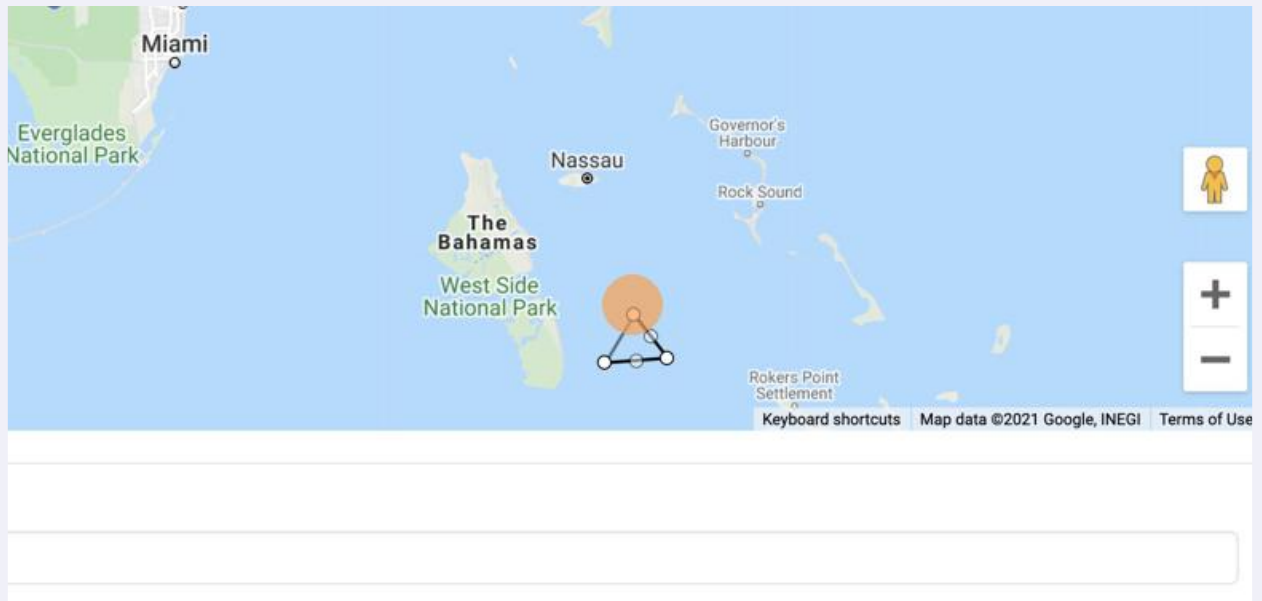 Miami
Everglades
National Park
Governor's
Harbour
Nassau
Rock Sound
The
Bahamas
West Side
National Park
Rokers Point
Settlement
Keyboard shortcuts
Map data ©2021 Google, INEGI
Terms of Use